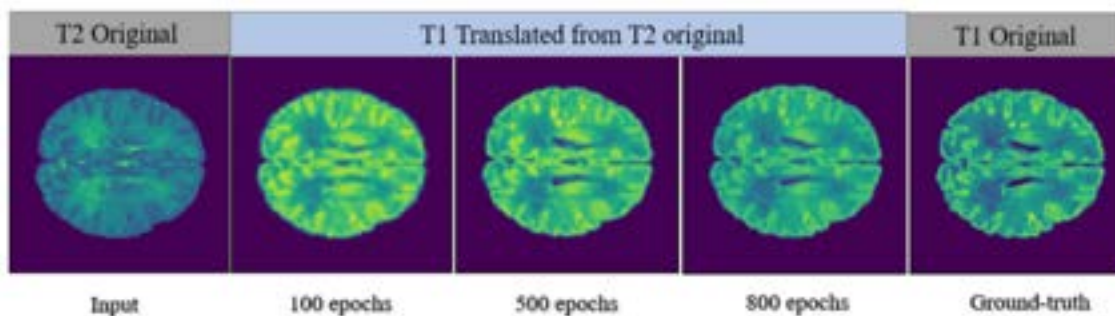 T2 Original
T1 Translated from T2 original
T1 Original
Input
100 epochs
500 epochs
800 epochs
Ground-truth